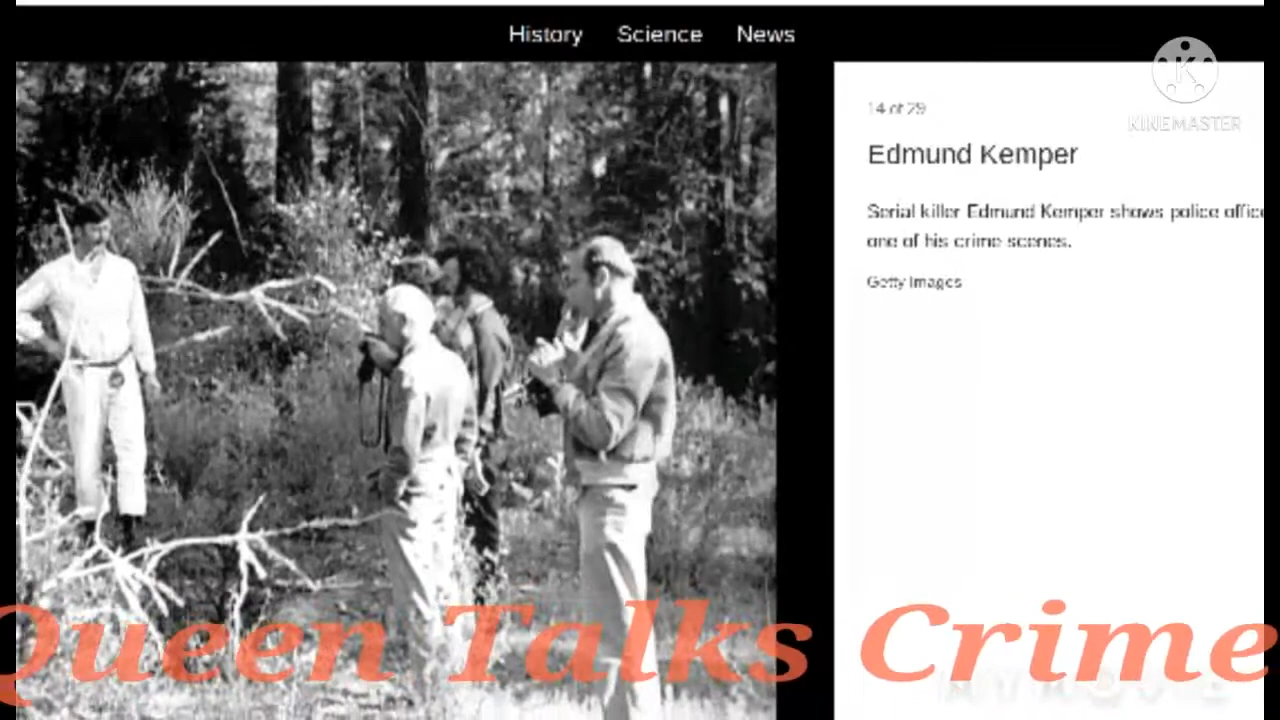 History Science News
KINEMASTER
14 of 29
Edmund Kemper
Serial killer Edmund Kemper shows police
one of his crime scenes.
Getty Images
Queen Talks Crime